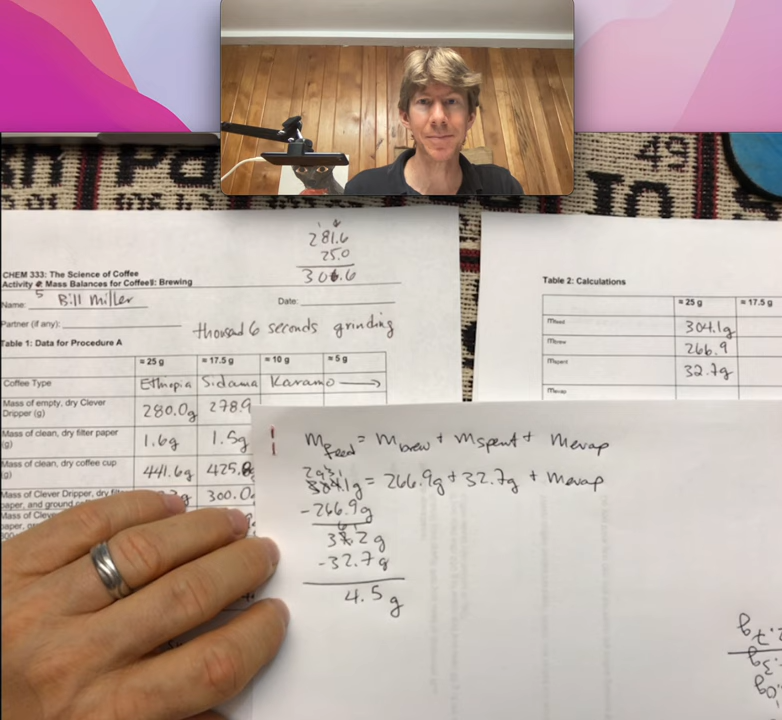 49
281.6
25.0
306.6
CHEM 333: The Science of Coffee
Activity Mass Balances for Coffee: Brewing
5
Name: Bill Miller
Date:
Partner (if any):
thousand 6 seconds grinding
Table 1: Data for Procedure A
≈ 25 g ≈ 17.5 g ≈ 10 g ≈ 5 g
Coffee Type Ethiopia Sidama Karamo →
Mass of empty, dry Clever Dripper (g) 280.0g 278.9
Mass of clean, dry filter paper (g) 1.6g 1.5g
Mass of clean, dry coffee cup (g) 441.6g 425.8
Mass of Clever Dripper, dry
paper, and ground 300.0
Mass of
Table 2: Calculations
≈ 25 g ≈ 17.5 g
mfeed 304.1g
mbrew 266.9
mspent 32.7g
mevap
mfeed = mbrew + mspent + mevap
304.1g = 266.9g + 32.7g + mevap
-266.9g
37.2g
-32.7g
4.5g